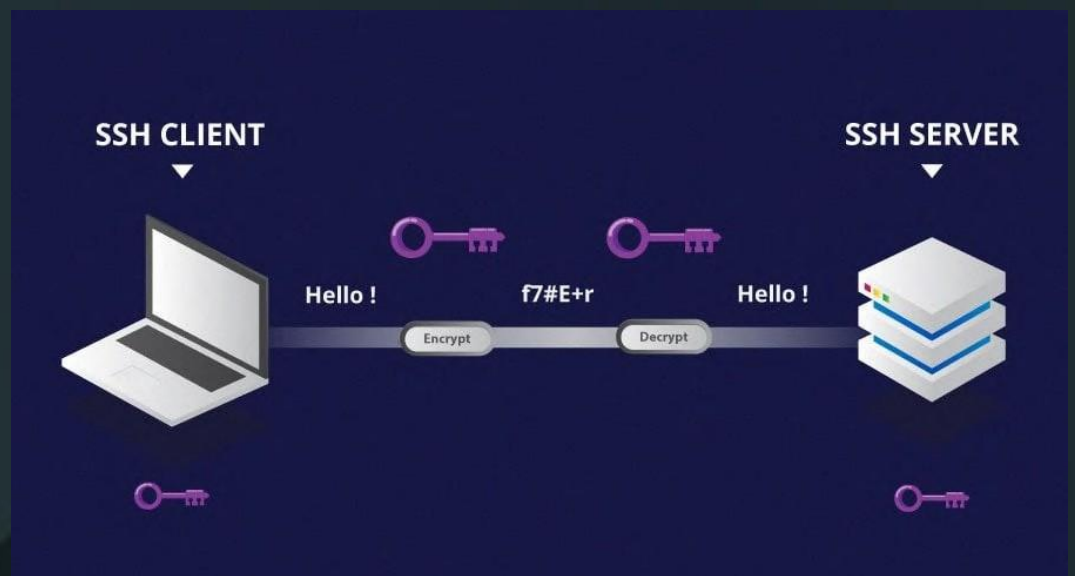 SSH CLIENT
SSH SERVER
Hello !
f7#E+r
Hello !
Encrypt
Decrypt